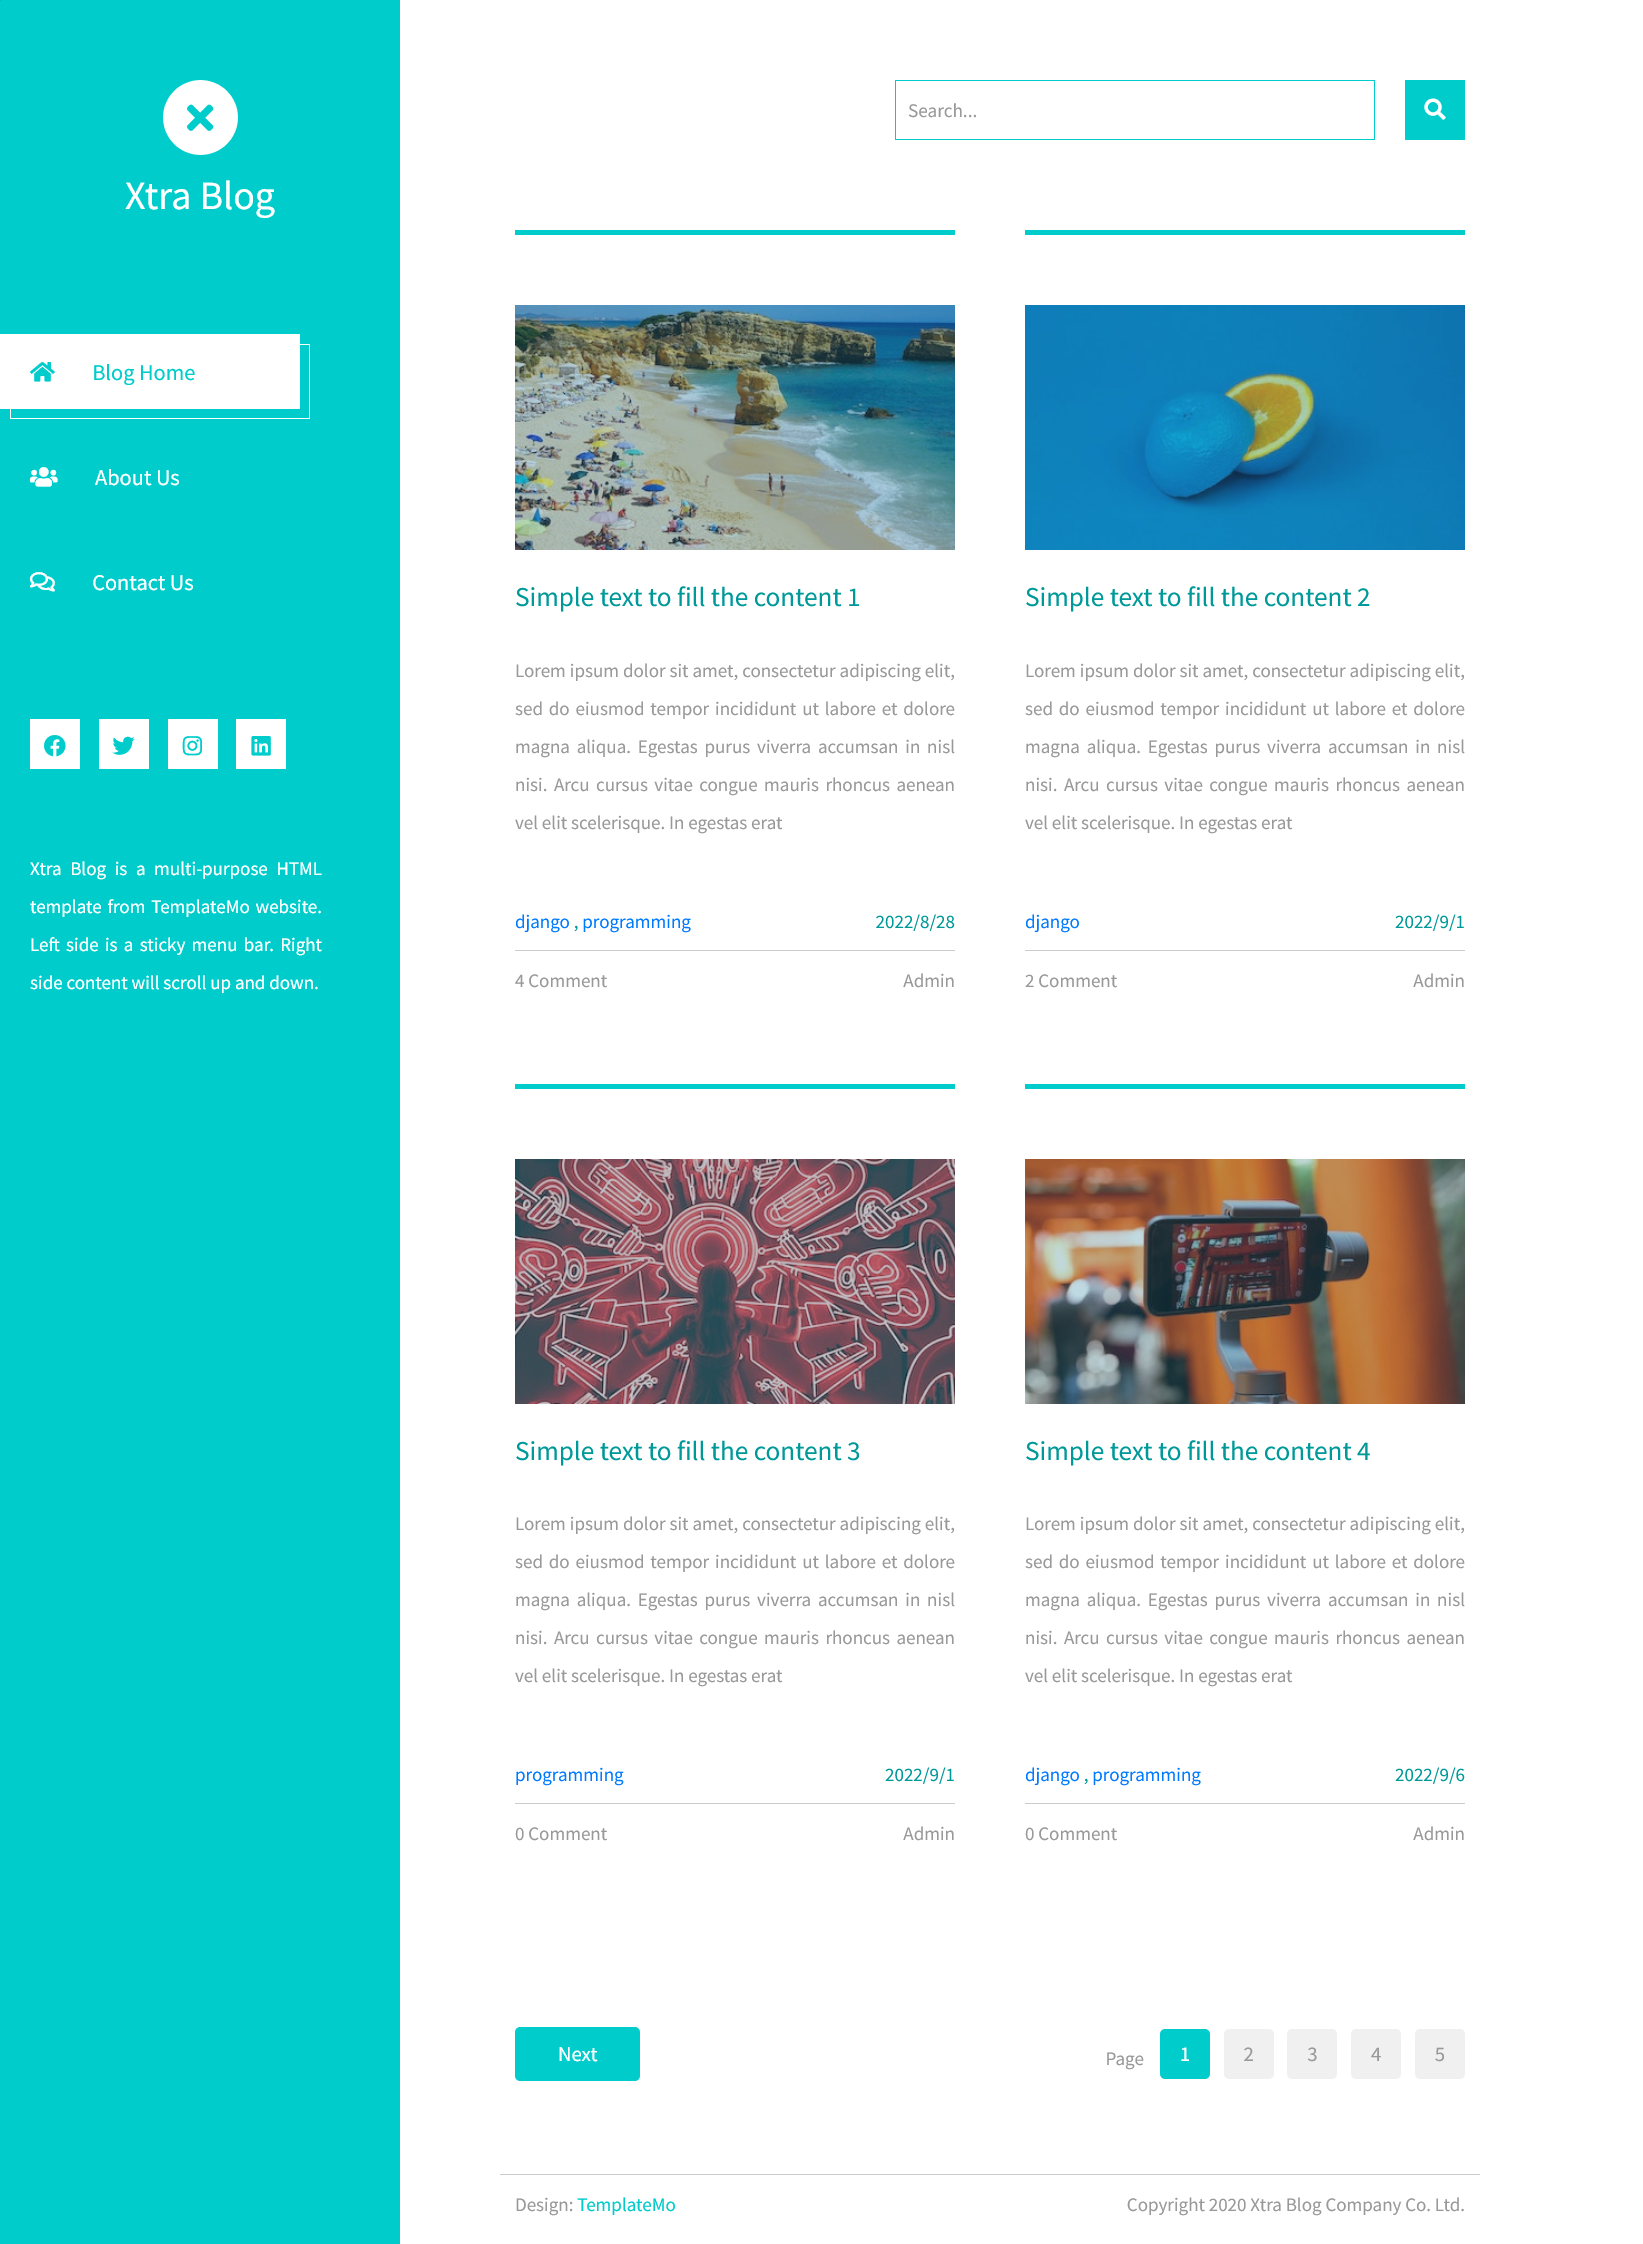 Xtra Blog
Blog Home
About Us
Contact Us
Xtra Blog is a multi-purpose HTML
template from TemplateMo website.
Left side is a sticky menu bar. Right
side content will scroll up and down.
Search...
Simple text to fill the content 1
Lorem ipsum dolor sit amet, consectetur adipiscing elit,
sed do eiusmod tempor incididunt ut labore et dolore
magna aliqua. Egestas purus viverra accumsan in nisl
nisi. Arcu cursus vitae congue mauris rhoncus aenean
vel elit scelerisque. In egestas erat
django , programming 2022/8/28
4 Comment Admin
Simple text to fill the content 2
Lorem ipsum dolor sit amet, consectetur adipiscing elit,
sed do eiusmod tempor incididunt ut labore et dolore
magna aliqua. Egestas purus viverra accumsan in nisl
nisi. Arcu cursus vitae congue mauris rhoncus aenean
vel elit scelerisque. In egestas erat
django 2022/9/1
2 Comment Admin
Simple text to fill the content 3
Lorem ipsum dolor sit amet, consectetur adipiscing elit,
sed do eiusmod tempor incididunt ut labore et dolore
magna aliqua. Egestas purus viverra accumsan in nisl
nisi. Arcu cursus vitae congue mauris rhoncus aenean
vel elit scelerisque. In egestas erat
programming 2022/9/1
0 Comment Admin
Simple text to fill the content 4
Lorem ipsum dolor sit amet, consectetur adipiscing elit,
sed do eiusmod tempor incididunt ut labore et dolore
magna aliqua. Egestas purus viverra accumsan in nisl
nisi. Arcu cursus vitae congue mauris rhoncus aenean
vel elit scelerisque. In egestas erat
django , programming 2022/9/6
0 Comment Admin
Next
Page 1 2 3 4 5
Design: TemplateMo
Copyright 2020 Xtra Blog Company Co. Ltd.